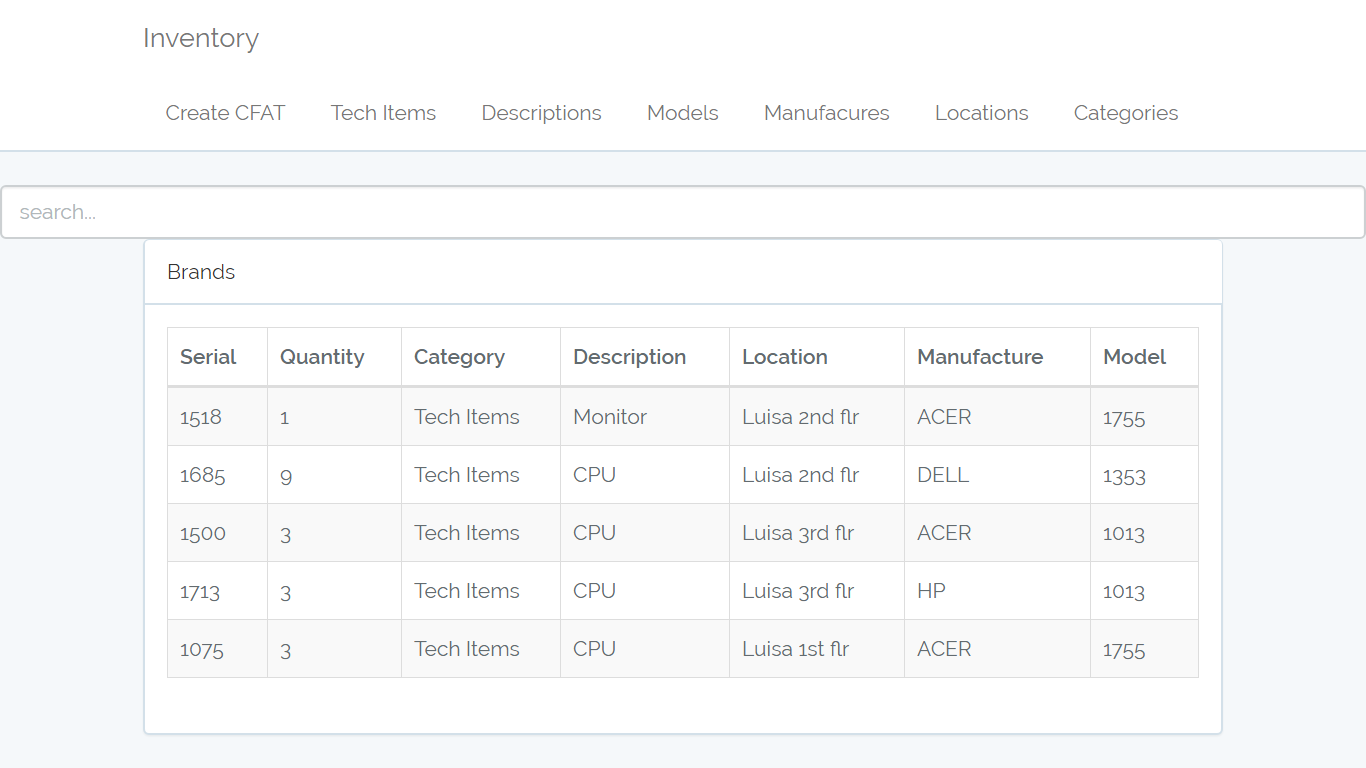 Inventory
Create CFAT Tech Items Descriptions Models Manufacures Locations Categories
search...
Brands
Serial Quantity Category Description Location Manufacture Model
1518 1 Tech Items Monitor Luisa 2nd flr ACER 1755
1685 9 Tech Items CPU Luisa 2nd flr DELL 1353
1500 3 Tech Items CPU Luisa 3rd flr ACER 1013
1713 3 Tech Items CPU Luisa 3rd flr HP 1013
1075 3 Tech Items CPU Luisa 1st flr ACER 1755